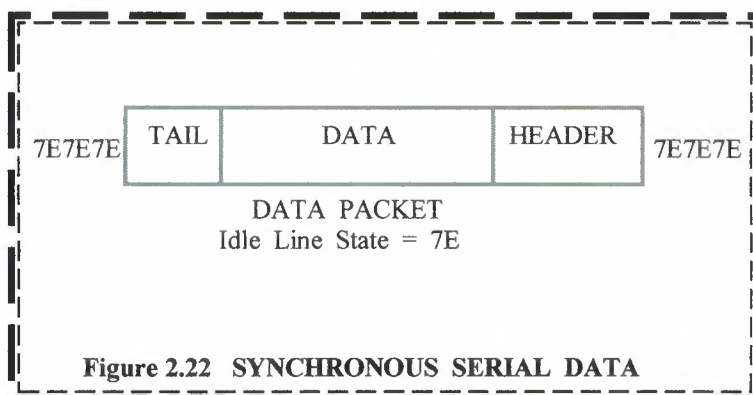 7E7E7E TAIL DATA HEADER 7E7E7E
DATA PACKET
Idle Line State = 7E
Figure 2.22 SYNCHRONOUS SERIAL DATA